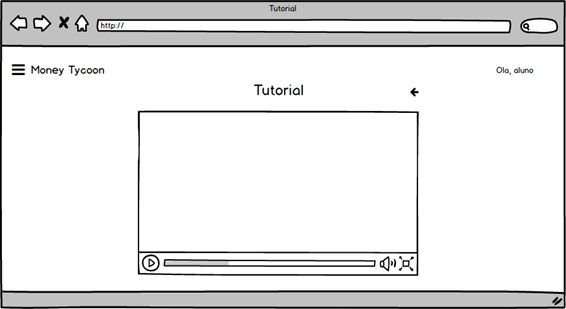 Tutorial
http://
Money Tycoon
Ola, aluno
Tutorial